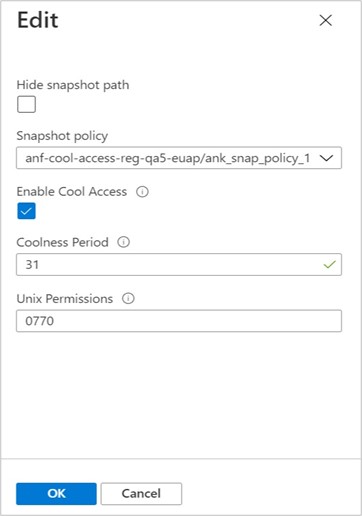 Edit
Hide snapshot path
Snapshot policy
anf-cool-access-reg-qa5-euap/ank_snap_policy_1
Enable Cool Access
Coolness Period
31
Unix Permissions
0770
OK Cancel